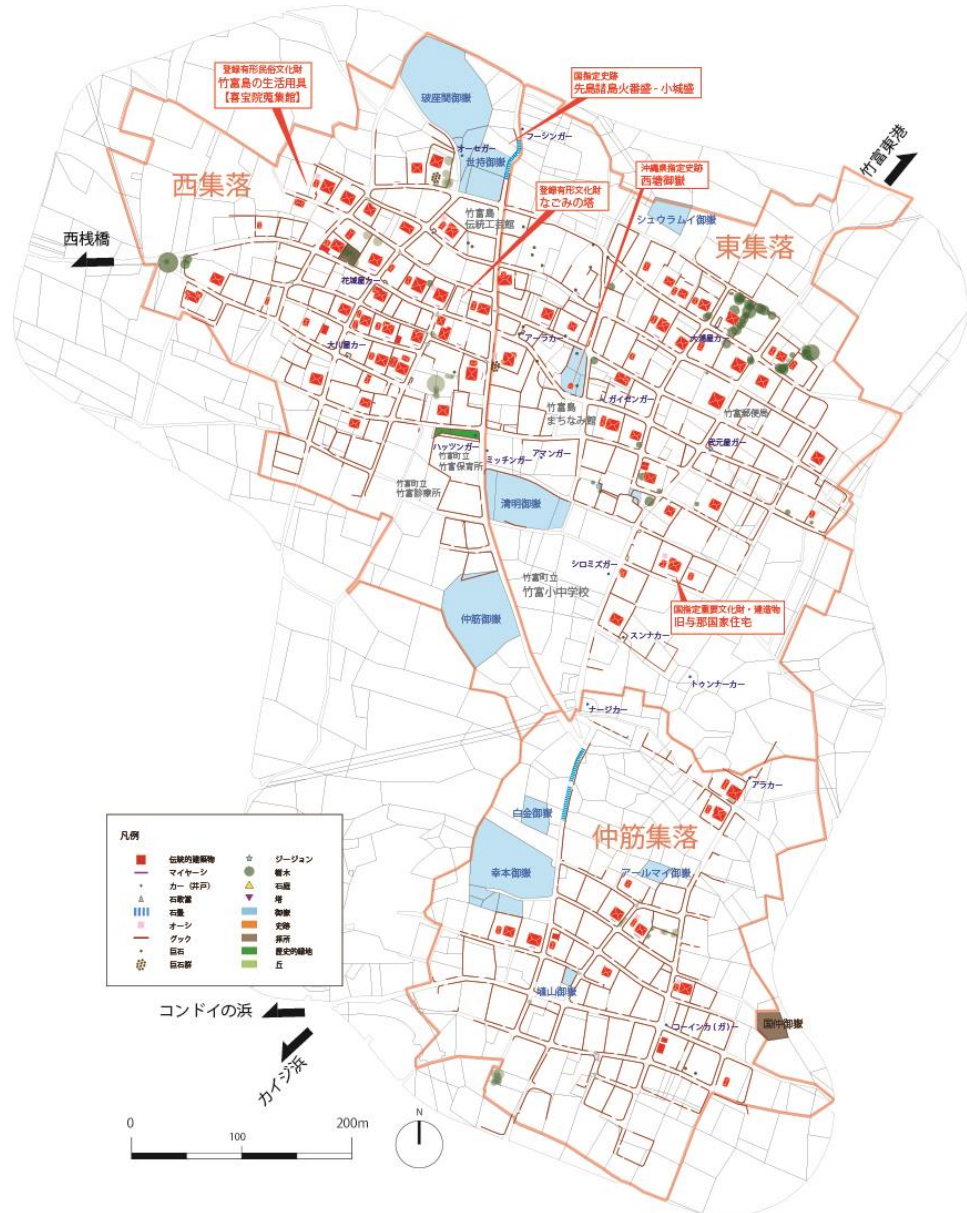 登録有形民俗文化財
竹富島の生活用具
【喜宝院蒐集館】
国指定史跡
先島諸島火番盛 - 小城盛
破座間御嶽
フーシンガー
オーセガー
世持御嶽
沖縄県指定史跡
西塘御嶽
竹富東港
登録有形文化財
なごみの塔
西集落
竹富島
伝統工芸館
シュウラムイ御嶽
東集落
西桟橋
花城屋カー
大川屋カー
アーラカー
竹富島
まちなみ館
ガイセンガー
竹富郵便局
ハッツンガー
竹富町立
竹富保育所
ミッチンガー
アマンガー
竹富町立
竹富診療所
清明御嶽
シロミズガー
竹富町立
竹富小中学校
仲筋御嶽
国指定重要文化財・建造物
旧与那国家住宅
スンナカー
トゥンナーカー
ナージカー
アラカー
白金御嶽
仲筋集落
幸本御嶽
アールマイ御嶽
コーインカ(ガ)ー
国仲御嶽
凡例
伝統的建築物
マイヤーシ
カー(井戸)
石敢當
石畳
オーシ
グック
巨石
巨石群
ジージョン
樹木
石庭
塔
御嶽
史跡
拝所
歴史的緑地
丘
コンドイの浜
カイジ浜
0
100
200m
N